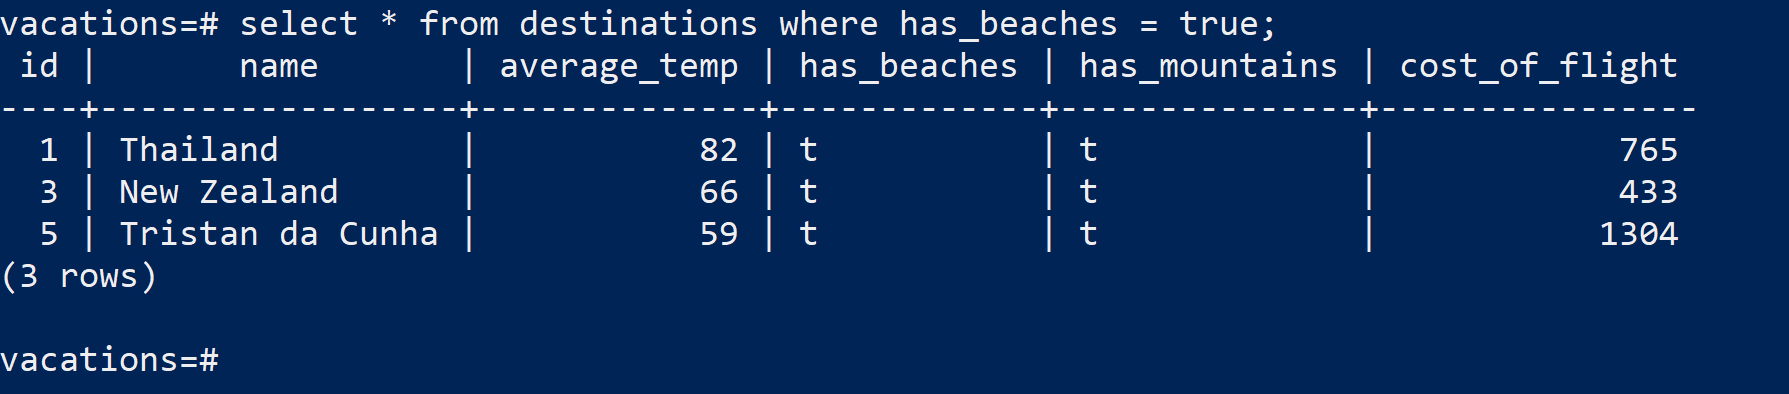 vacations=# select * from destinations where has_beaches = true;
 id |       name       | average_temp | has_beaches | has_mountains | cost_of_flight
----+------------------+--------------+-------------+---------------+----------------
  1 | Thailand         |           82 | t           | t             |            765
  3 | New Zealand      |           66 | t           | t             |            433
  5 | Tristan da Cunha |           59 | t           | t             |           1304
(3 rows)

vacations=#